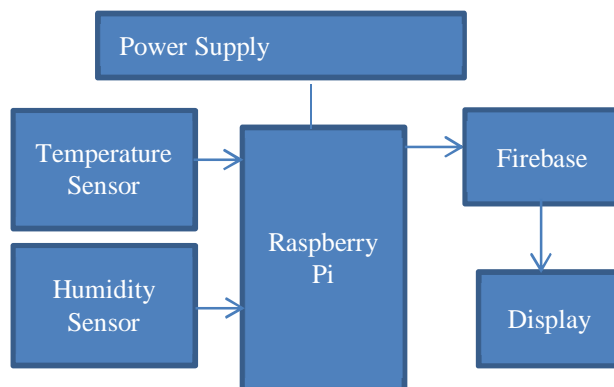 Power Supply
Temperature
Sensor
Humidity
Sensor
Raspberry
Pi
Firebase
Display